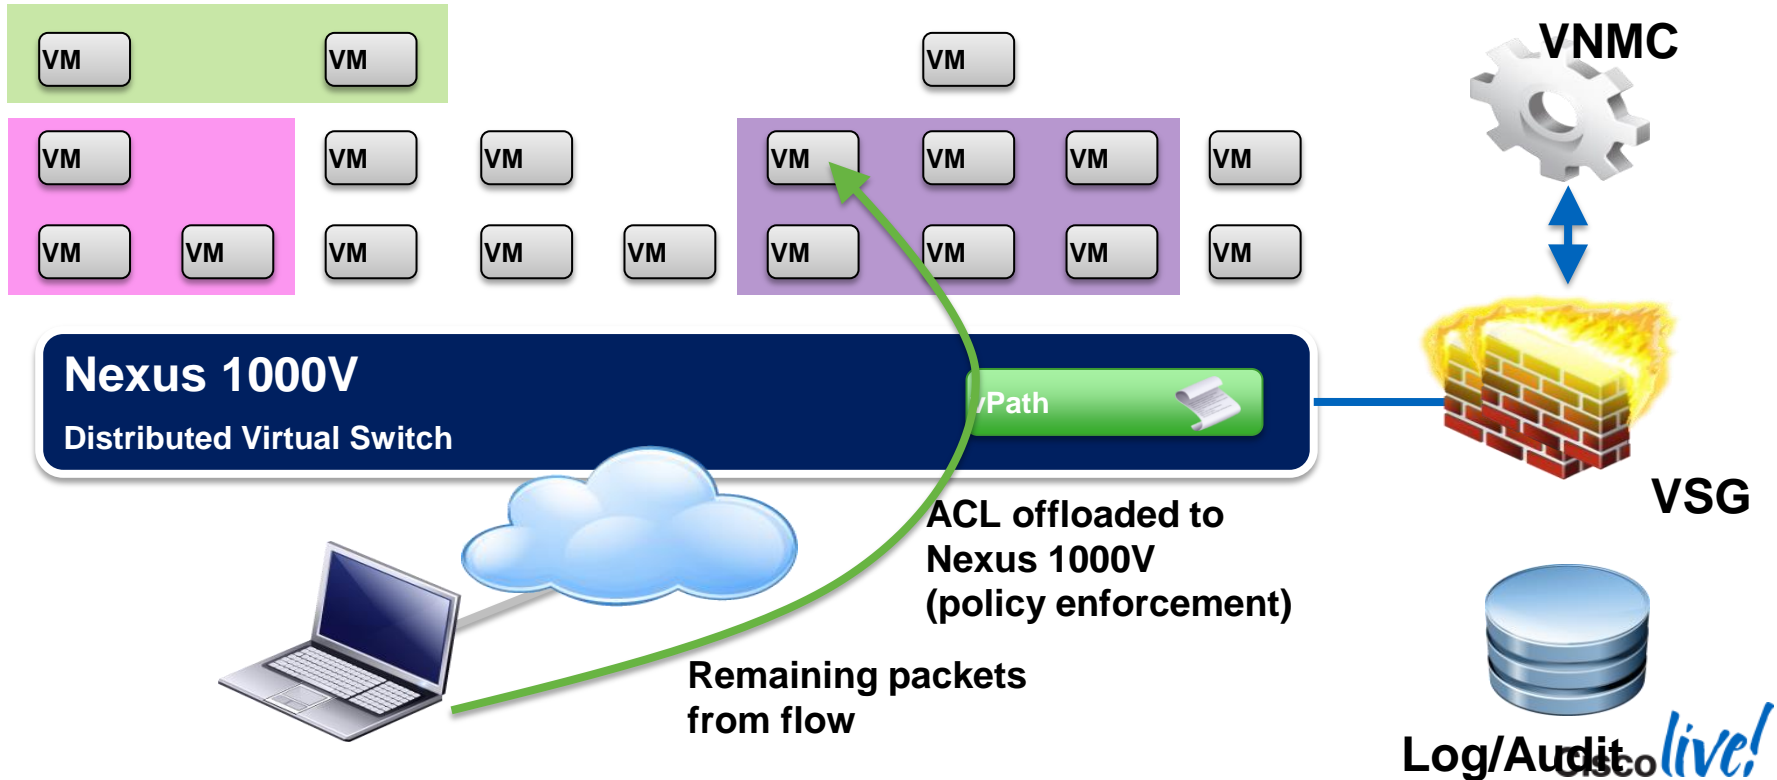 VNMC
VM VM VM
VM VM VM VM VM VM VM
VM VM VM VM VM VM VM VM VM
Nexus 1000V
Distributed Virtual Switch
vPath
VSG
ACL offloaded to
Nexus 1000V
(policy enforcement)
Remaining packets
from flow
Log/Audit
Cisco live!